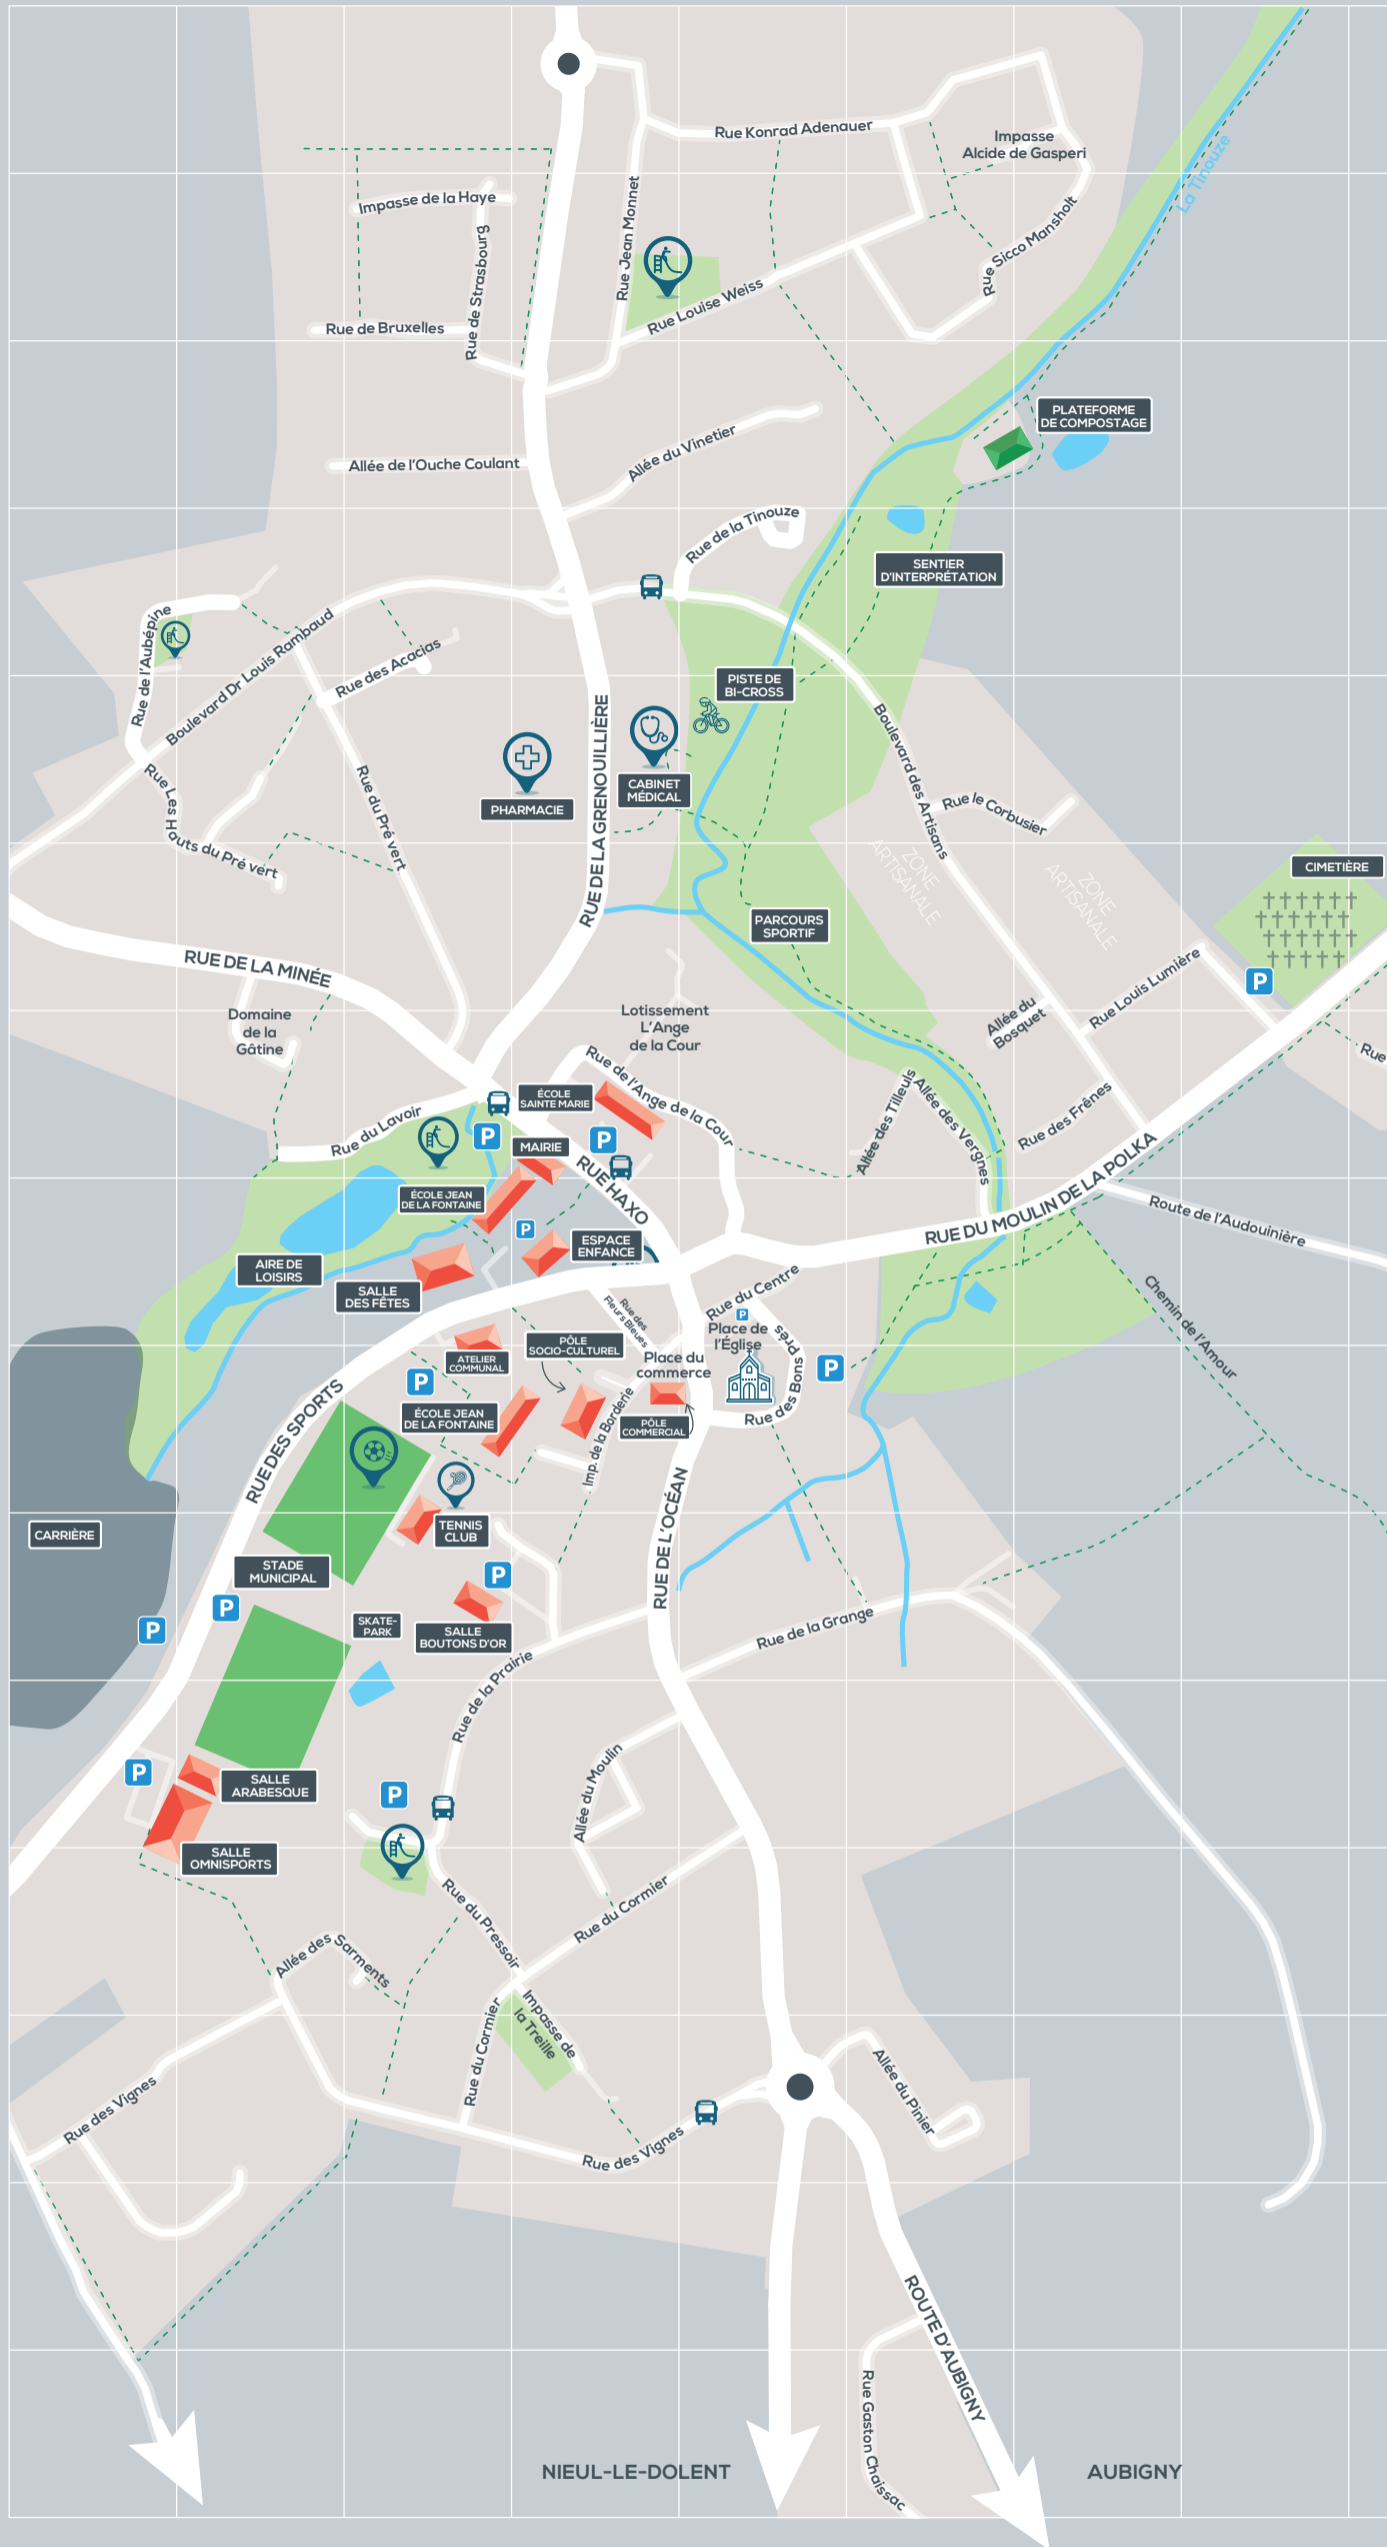 Rue Konrad Adenauer
Impasse
Alcide de Gasperi
La Tinouze
Impasse de la Haye
Rue Jean Monnet
Rue de Strasbourg
Rue Sicco Mansholt
Rue Louise Weiss
Rue de Bruxelles
PLATEFORME
DE COMPOSTAGE
Allée du Vinetier
Allée de l'Ouche Coulant
Rue de la Tinouze
SENTIER
D'INTERPRÉTATION
Rue de l'Aubépine
Boulevard Dr Louis Rambaud
Rue des Acacias
PISTE DE
BI-CROSS
RUE DE LA GRENOUILLIÈRE
Boulevard des Artisans
Rue Les Hauts du Pré vert
Rue du Pré vert
PHARMACIE
CABINET
MÉDICAL
Rue le Corbusier
ZONE
ARTISANALE
ZONE
ARTISANALE
CIMETIÈRE
PARCOURS
SPORTIF
RUE DE LA MINÉE
Rue Louis Lumière
P
Domaine
de la
Gâtine
Lotissement
L'Ange
de la Cour
Allée du
Bosquet
Rue
Rue de l'Ange de la Cour
ÉCOLE
SAINTE MARIE
Allée des Tilleuls
Allée des Vergnes
Rue des Frênes
Rue du Lavoir
P
MAIRIE
P
RUE HAXO
ÉCOLE JEAN
DE LA FONTAINE
P
ESPACE
ENFANCE
RUE DU MOULIN DE LA POLKA
Route de l'Audouinière
AIRE DE
LOISIRS
SALLE
DES FÊTES
Rue du Centre
Chemin de l'Amour
Rue des
Fleurs Bleues
P
Place de
l'Église
PÔLE
SOCIO-CULTUREL
ATELIER
COMMUNAL
Place du
commerce
Rue des Bons Prés
P
P
RUE DES SPORTS
ÉCOLE JEAN
DE LA FONTAINE
Imp. de la Borderie
PÔLE
COMMERCIAL
RUE DE L'OCÉAN
CARRIÈRE
TENNIS
CLUB
STADE
MUNICIPAL
P
P
P
SKATE-
PARK
SALLE
BOUTONS D'OR
Rue de la Grange
Rue de la Prairie
P
SALLE
ARABESQUE
P
Allée du Moulin
SALLE
OMNISPORTS
Rue du Pressoir
Rue du Cormier
Allée des Sarments
Rue du Cormier
Impasse de
la Treille
Allée du Pinier
Rue des Vignes
Rue des Vignes
ROUTE D'AUBIGNY
Rue Gaston Chaissac
NIEUL-LE-DOLENT
AUBIGNY